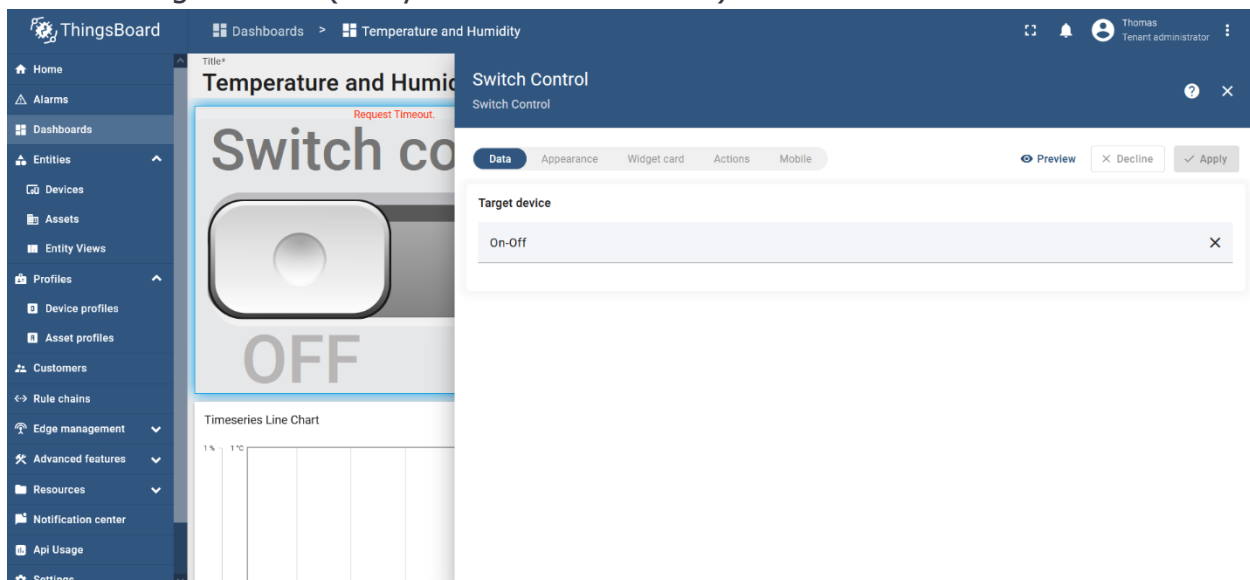 ThingsBoard
Dashboards > Temperature and Humidity
Thomas
Tenant administrator
Home
Alarms
Dashboards
Entities
Devices
Assets
Entity Views
Profiles
Device profiles
Asset profiles
Customers
Rule chains
Edge management
Advanced features
Resources
Notification center
Api Usage
Settings
Title*
Temperature and Humid
Request Timeout.
Switch co
OFF
Timeseries Line Chart
1 % 1 °C
Switch Control
Switch Control
Data Appearance Widget card Actions Mobile
Preview Decline Apply
Target device
On-Off